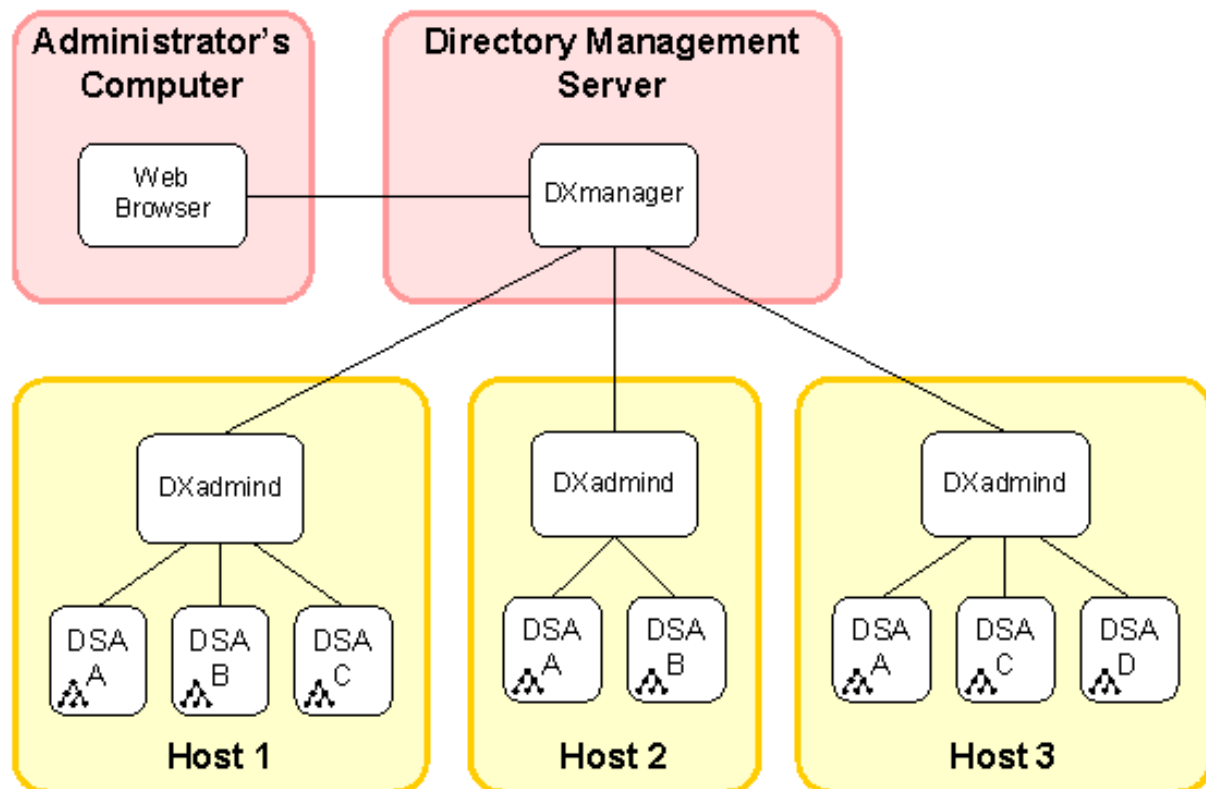 Administrator's
Computer
Directory Management
Server
Web
Browser
DXmanager
DXadmind
DXadmind
DXadmind
DSA
A
DSA
B
DSA
C
DSA
A
DSA
B
DSA
A
DSA
C
DSA
D
Host 1
Host 2
Host 3